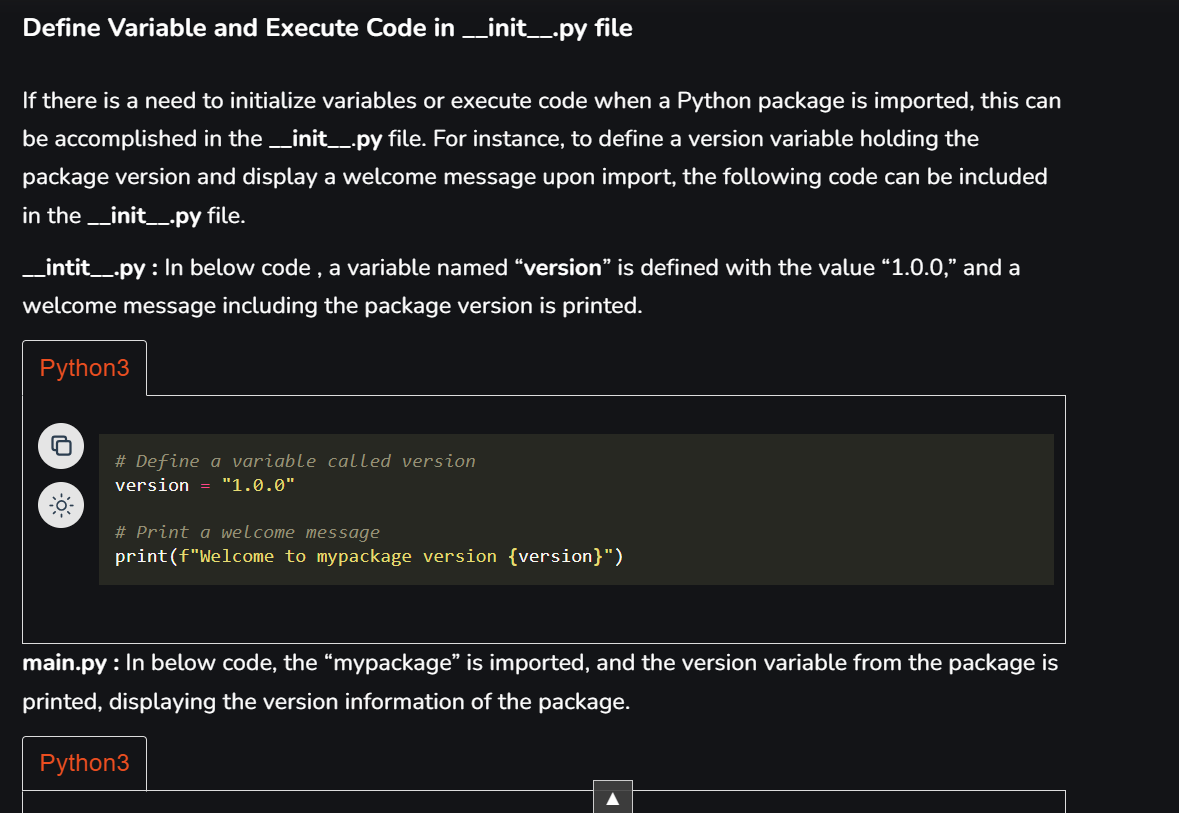 Define Variable and Execute Code in __init__.py file
If there is a need to initialize variables or execute code when a Python package is imported, this can
be accomplished in the __init__.py file. For instance, to define a version variable holding the
package version and display a welcome message upon import, the following code can be included
in the __init__.py file.
__intit__.py : In below code , a variable named “version” is defined with the value “1.0.0,” and a
welcome message including the package version is printed.
Python3
# Define a variable called version
version = "1.0.0"
# Print a welcome message
print(f"Welcome to mypackage version {version}")
main.py : In below code, the “mypackage” is imported, and the version variable from the package is
printed, displaying the version information of the package.
Python3